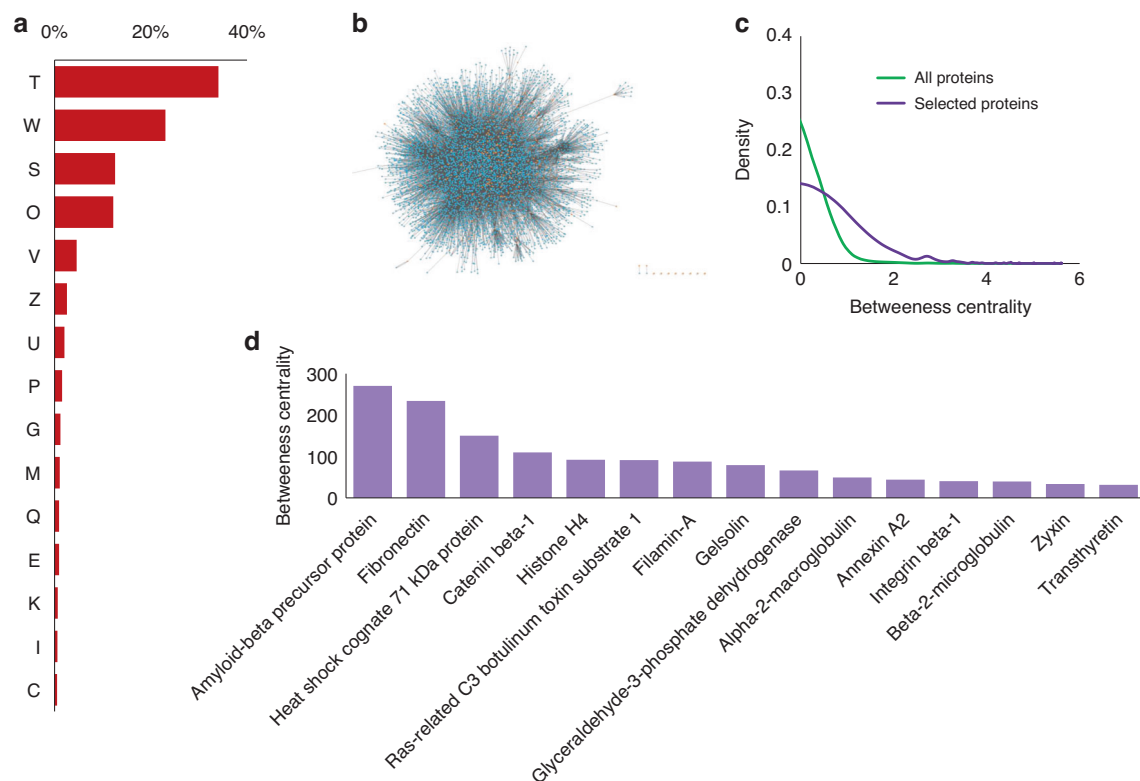 a
0%
20%
40%
T
W
S
O
V
Z
U
P
G
M
Q
E
K
I
C
b
c
0.4
0.3
0.2
0.1
0
Density
All proteins
Selected proteins
0
2
4
6
Betweeness centrality
d
Betweeness centrality
300
200
100
0
Amyloid-beta precursor protein
Fibronectin
Heat shock cognate 71 kDa protein
Catenin beta-1
Histone H4
Ras-related C3 botulinum toxin substrate 1
Filamin-A
Gelsolin
Glyceraldehyde-3-phosphate dehydrogenase
Alpha-2-macroglobulin
Annexin A2
Integrin beta-1
Beta-2-microglobulin
Zyxin
Transthyretin